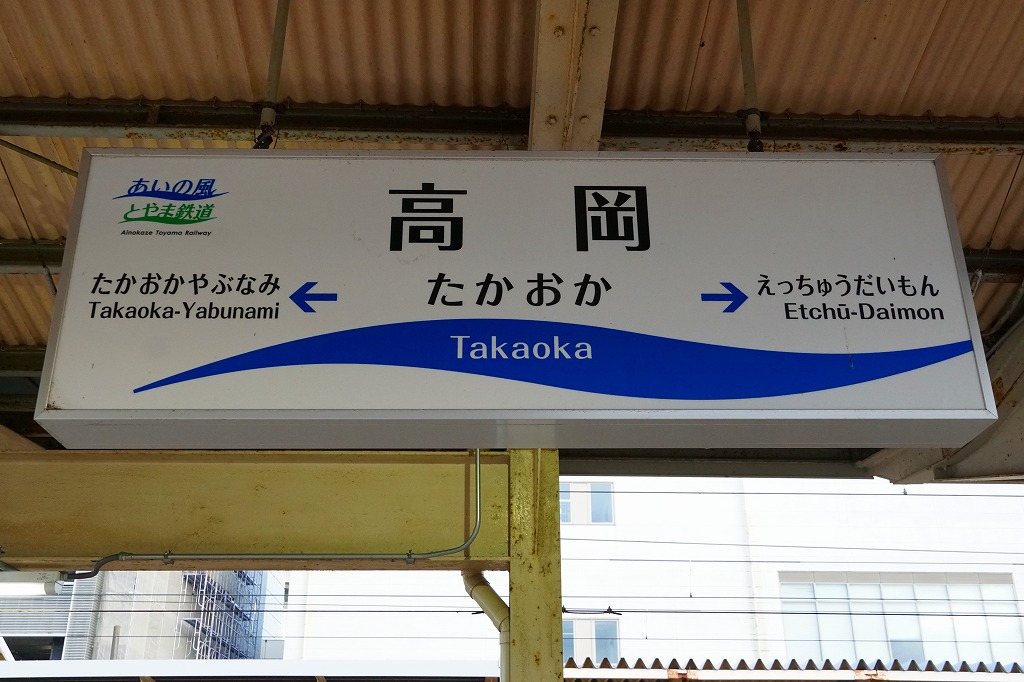 あいの風
とやま鉄道
Ainokaze Toyama Railway
高岡
たかおか
たかおかやぶなみ
Takaoka-Yabunami
えっちゅうだいもん
Etchū-Daimon
Takaoka